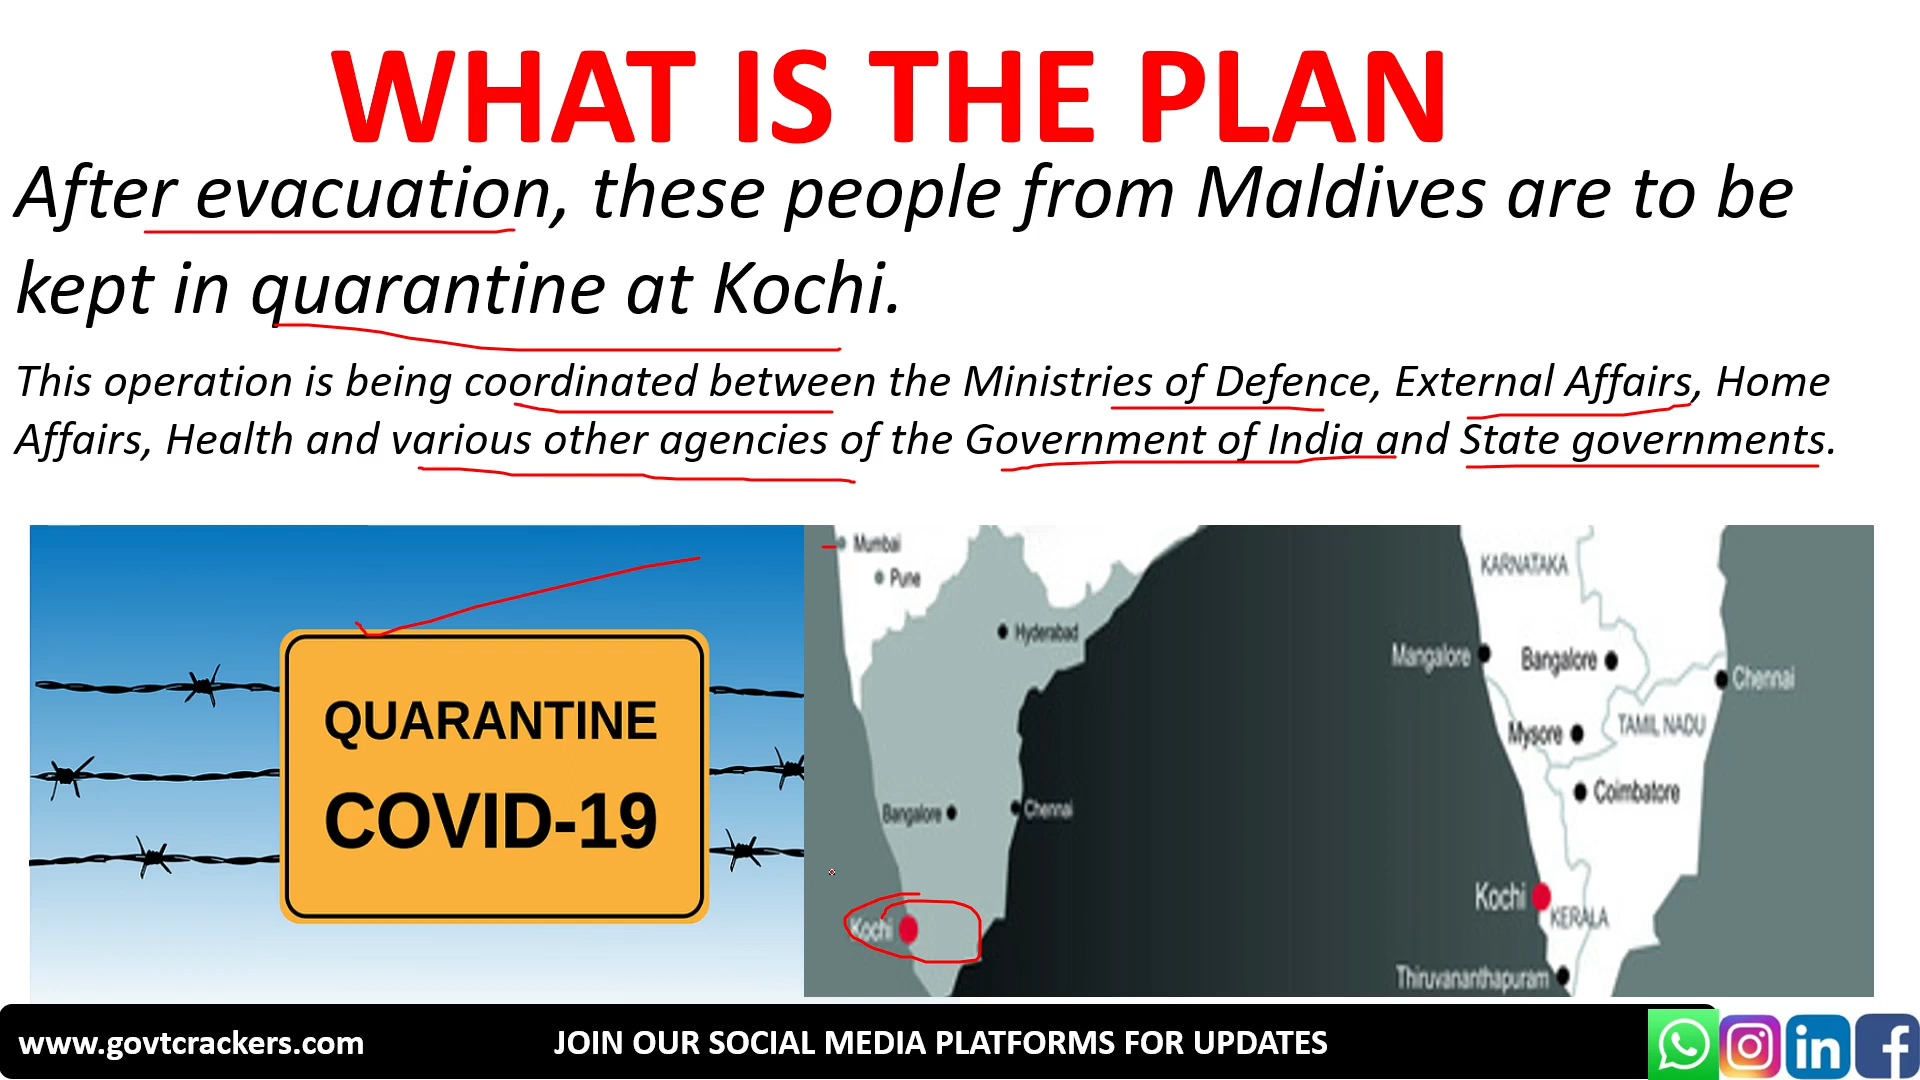 WHAT IS THE PLAN
After evacuation, these people from Maldives are to be
kept in quarantine at Kochi.
This operation is being coordinated between the Ministries of Defence, External Affairs, Home
Affairs, Health and various other agencies of the Government of India and State governments.
QUARANTINE
COVID-19
Mumbai
Pune
Hyderabad
Bangalore
Chennai
Kochi
KARNATAKA
Mangalore
Bangalore
Chennai
Mysore
TAMIL NADU
Coimbatore
Kochi
KERALA
Thiruvananthapuram
www.govtcrackers.com
JOIN OUR SOCIAL MEDIA PLATFORMS FOR UPDATES